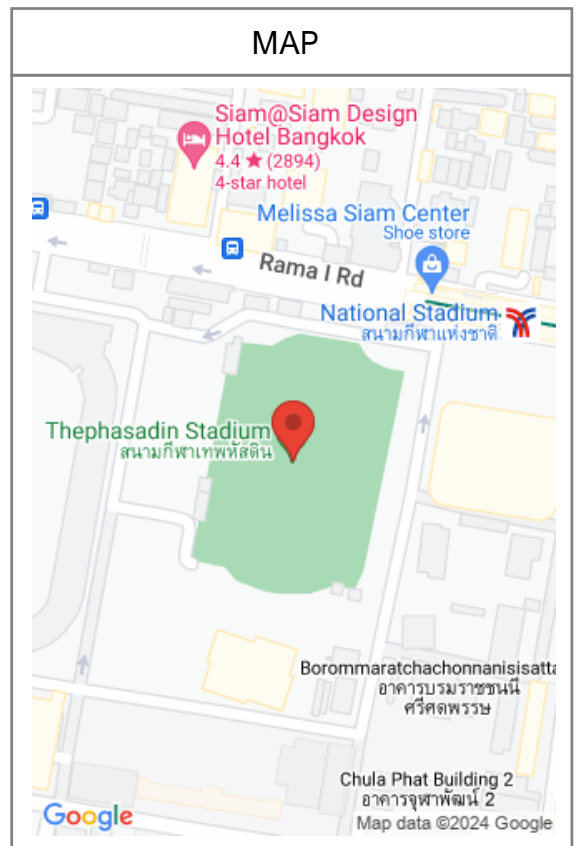 MAP
Siam@Siam Design
Hotel Bangkok
4.4 ★ (2894)
4-star hotel
Melissa Siam Center
Shoe store
Rama I Rd
National Stadium
สนามกีฬาแห่งชาติ
Thephasadin Stadium
สนามกีฬาเทพหัสดิน
Borommaratchachonnanisisatta
อาคารบรมราชชนนี
ศรีศตพรรษ
Chula Phat Building 2
อาคารจุฬาพัฒน์ 2
Google
Map data ©2024 Google